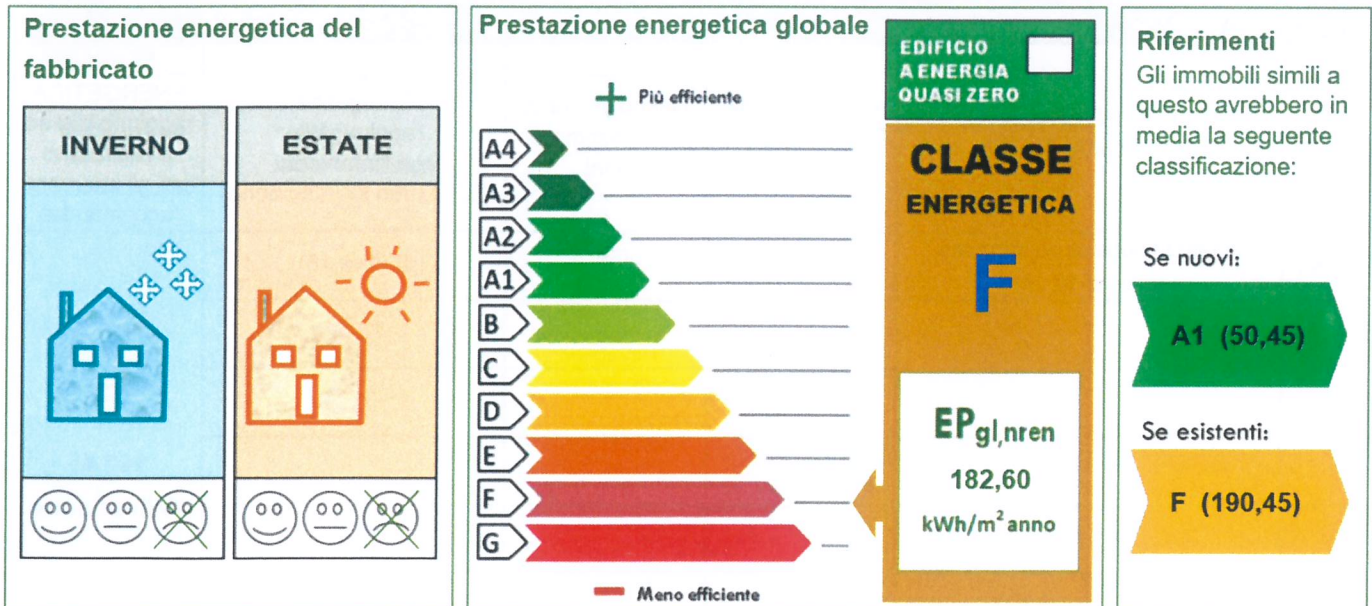 Prestazione energetica del
fabbricato
INVERNO
ESTATE
Prestazione energetica globale
Più efficiente
A4
A3
A2
A1
B
C
D
E
F
G
Meno efficiente
EDIFICIO
A ENERGIA
QUASI ZERO
CLASSE
ENERGETICA
F
EPgl,nren
182,60
kWh/m² anno
Riferimenti
Gli immobili simili a
questo avrebbero in
media la seguente
classificazione:
Se nuovi:
A1 (50,45)
Se esistenti:
F (190,45)